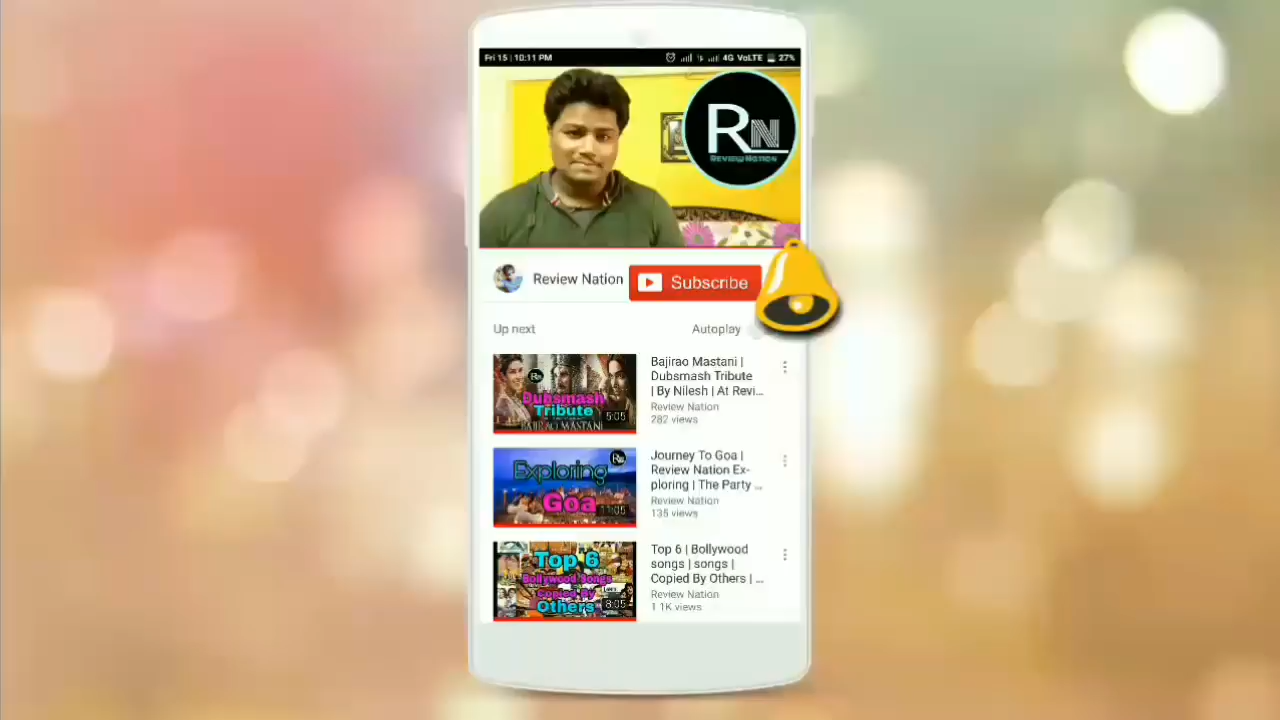 Fri 15 | 10:11 PM
4G VoLTE 27%
RN
REVIEW NATION
Review Nation
Subscribe
Up next
Autoplay
Dubsmash
Tribute
5:05
BAJIRAO MASTANI
Bajirao Mastani |
Dubsmash Tribute
| By Nilesh | At Revi...
Review Nation
282 views
RN
Exploring
Goa
11:05
Journey To Goa |
Review Nation Ex-
ploring | The Party ...
Review Nation
135 views
Top 6
Bollywood Songs
Copied By
Others
8:05
Top 6 | Bollywood
songs | songs |
Copied By Others | ...
Review Nation
1.1K views